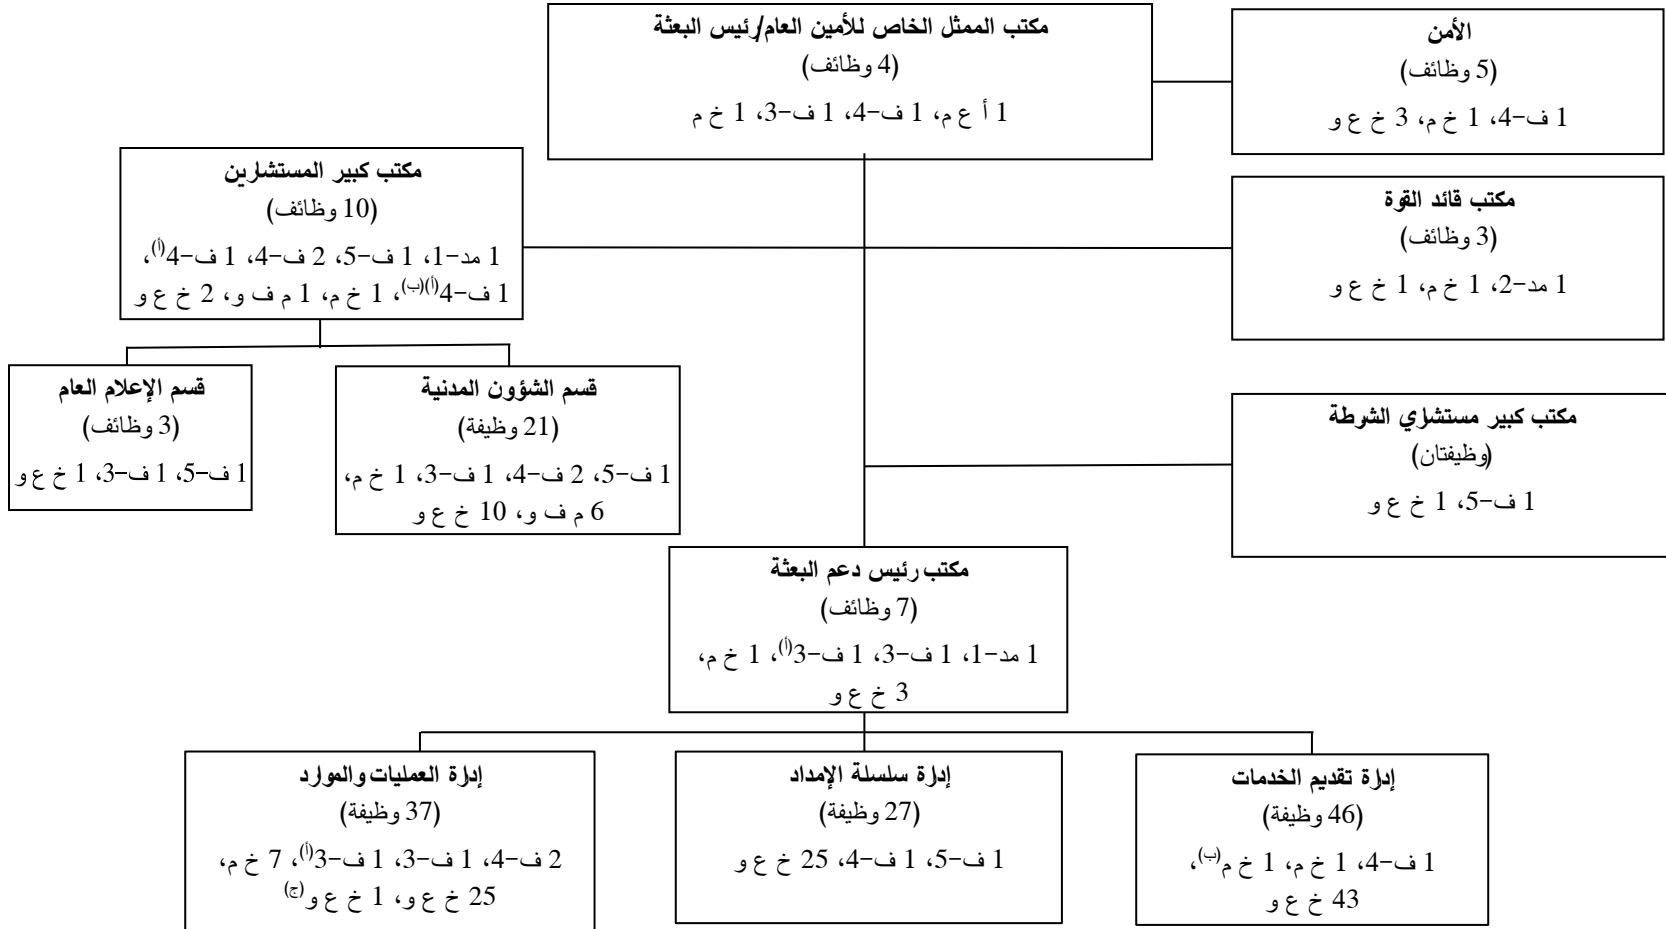 مكتب الممثل الخاص للأمين العام/رئيس البعثة
(4 وظائف)
1 أ ع م، 1 ف-4، 1 ف-3، 1 خ م
الأمن
(5 وظائف)
1 ف-4، 1 خ م، 3 خ ع و
مكتب كبير المستشارين
(10 وظائف)
1 مد-1، 1 ف-5، 2 ف-4، 1 ف-4(أ)،
1 ف-4(أ)(ب)، 1 خ م، 1 م ف و، 2 خ ع و
مكتب قائد القوة
(3 وظائف)
1 مد-2، 1 خ م، 1 خ ع و
قسم الإعلام العام
(3 وظائف)
1 ف-5، 1 ف-3، 1 خ ع و
قسم الشؤون المدنية
(21 وظيفة)
1 ف-5، 2 ف-4، 1 ف-3، 1 خ م،
6 م ف و، 10 خ ع و
مكتب كبير مستشاري الشرطة
(وظيفتان)
1 ف-5، 1 خ ع و
مكتب رئيس دعم البعثة
(7 وظائف)
1 مد-1، 1 ف-3، 1 ف-3(أ)، 1 خ م،
3 خ ع و
إدارة العمليات والموارد
(37 وظيفة)
2 ف-4، 1 ف-3، 1 ف-3(أ)، 7 خ م،
25 خ ع و، 1 خ ع و(ج)
إدارة سلسلة الإمداد
(27 وظيفة)
1 ف-5، 1 ف-4، 25 خ ع و
إدارة تقديم الخدمات
(46 وظيفة)
1 ف-4، 1 خ م، 1 خ م(ب)،
43 خ ع و